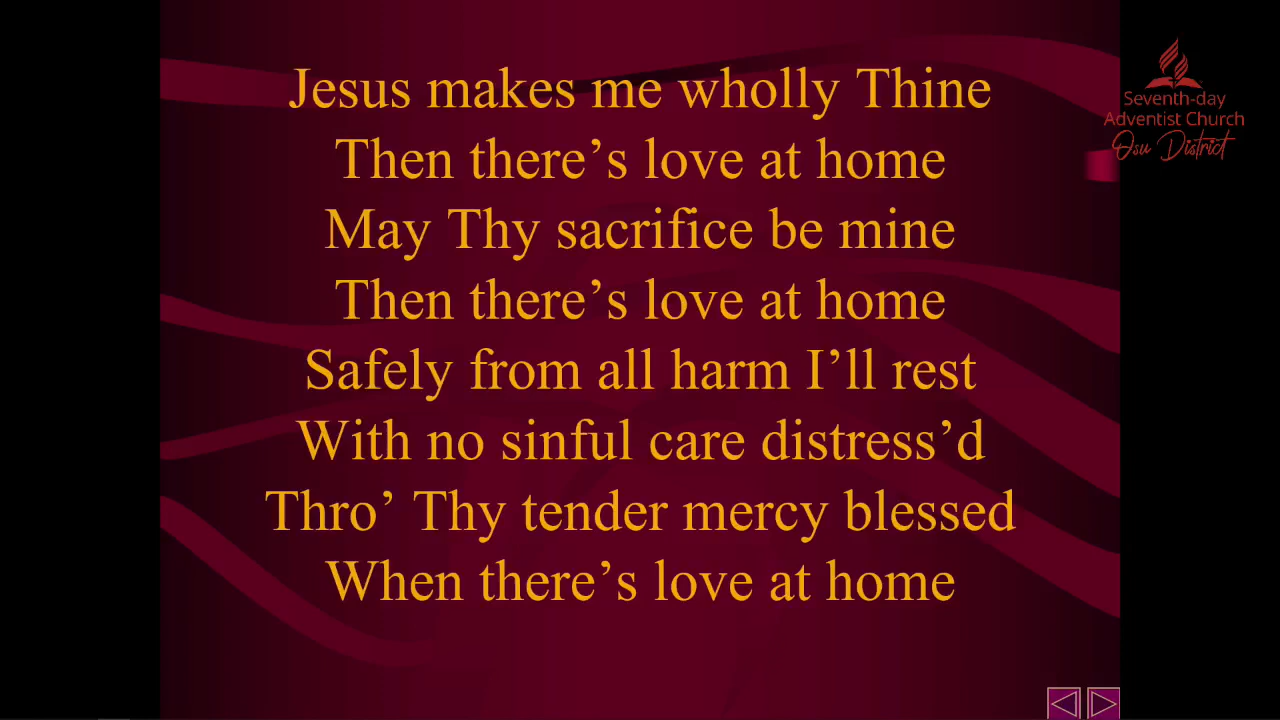 Jesus makes me wholly Thine
Then there’s love at home
May Thy sacrifice be mine
Then there’s love at home
Safely from all harm I’ll rest
With no sinful care distress’d
Thro’ Thy tender mercy blessed
When there’s love at home
Seventh-day
Adventist Church
Osu District